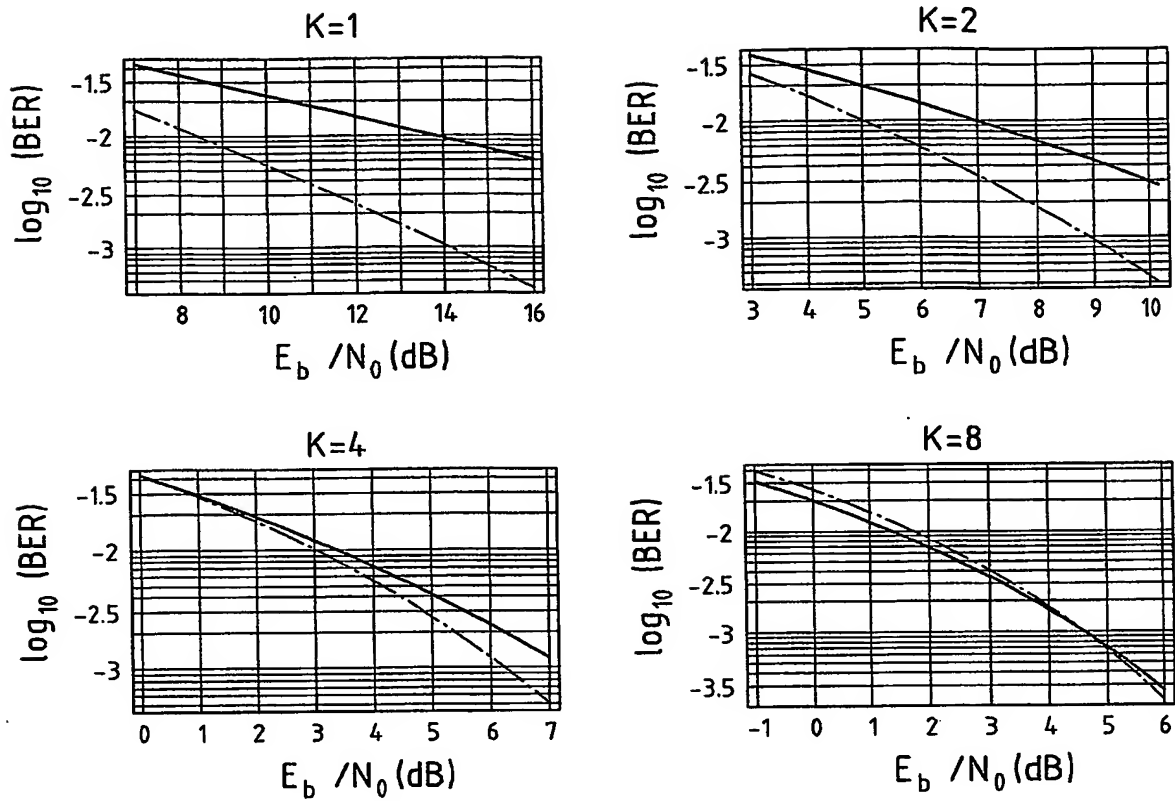 K=1
log10 (BER)
-1.5
-2
-2.5
-3
8 10 12 14 16
Eb /N0 (dB)
K=2
log10 (BER)
-1.5
-2
-2.5
-3
3 4 5 6 7 8 9 10
Eb /N0 (dB)
K=4
log10 (BER)
-1.5
-2
-2.5
-3
0 1 2 3 4 5 6 7
Eb /N0 (dB)
K=8
log10 (BER)
-1.5
-2
-2.5
-3
-3.5
-1 0 1 2 3 4 5 6
Eb /N0 (dB)